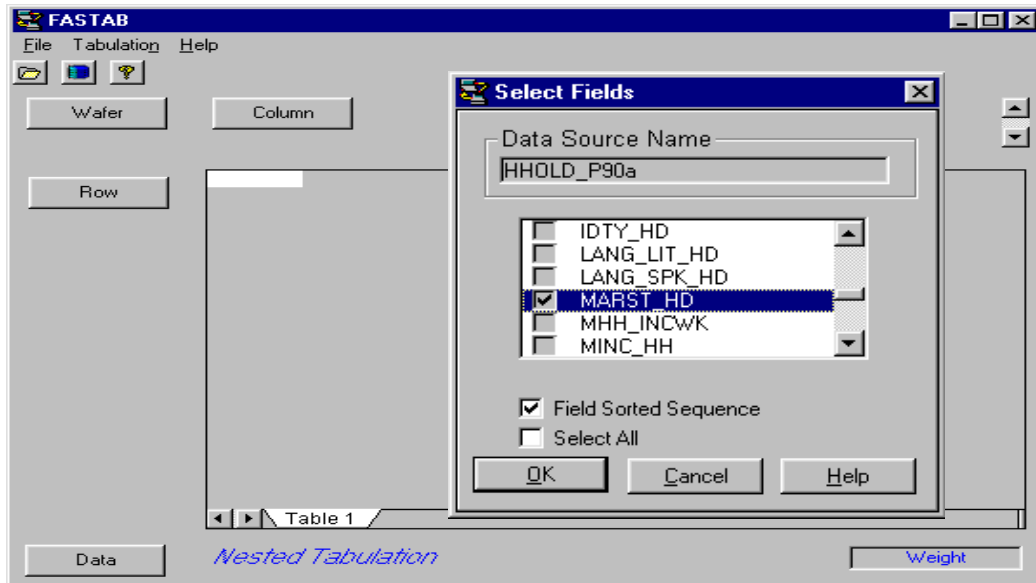 FASTAB
File Tabulation Help
Wafer
Column
Row
Select Fields
Data Source Name
HHOLD_P90a
IDTY_HD
LANG_LIT_HD
LANG_SPK_HD
MARST_HD
MHH_INCWK
MINC_HH
Field Sorted Sequence
Select All
OK Cancel Help
Table 1
Data
Nested Tabulation
Weight